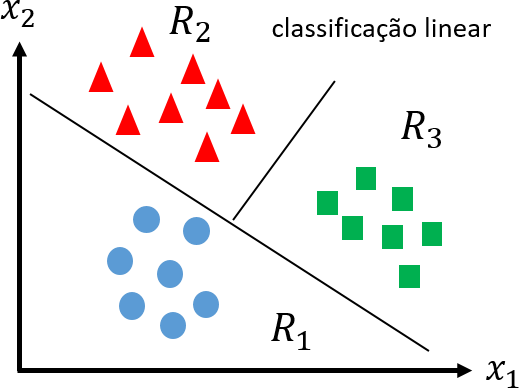 x₂
R₂
classificação linear
R₃
R₁
x₁